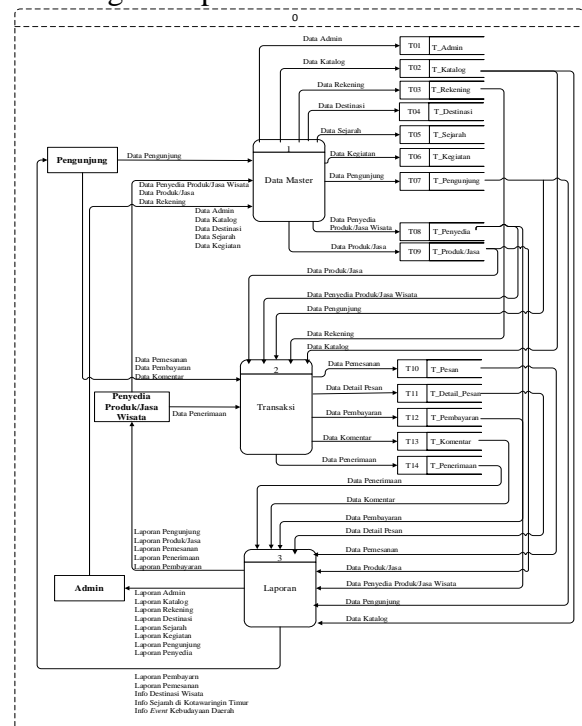 0
Data Admin
T01 T_Admin
Data Katalog
T02 T_Katalog
Data Rekening
T03 T_Rekening
Data Destinasi
T04 T_Destinasi
Data Sejarah
T05 T_Sejarah
1
Data Master
Data Kegiatan
T06 T_Kegiatan
Pengunjung
Data Pengunjung
Data Pengunjung
T07 T_Pengunjung
Data Penyedia Produk/Jasa Wisata
Data Produk/Jasa
Data Rekening
Data Admin
Data Katalog
Data Destinasi
Data Sejarah
Data Kegiatan
Data Penyedia
Produk/Jasa Wisata
T08 T_Penyedia
Data Produk/Jasa
T09 T_Produk/Jasa
Data Produk/Jasa
Data Penyedia Produk/Jasa Wisata
Data Pengunjung
Data Rekening
Data Katalog
Data Pemesanan
Data Pembayaran
Data Komentar
2
Transaksi
Data Pemesanan
T10 T_Pesan
Data Detail Pesan
T11 T_Detail_Pesan
Penyedia
Produk/Jasa
Wisata
Data Penerimaan
Data Pembayaran
T12 T_Pembayaran
Data Komentar
T13 T_Komentar
Data Penerimaan
T14 T_Penerimaan
Data Penerimaan
Data Komentar
Data Pembayaran
Data Detail Pesan
Laporan Pengunjung
Laporan Produk/Jasa
Laporan Pemesanan
Laporan Penerimaan
Laporan Pembayaran
3
Laporan
Data Pemesanan
Data Produk/Jasa
Data Penyedia Produk/Jasa Wisata
Data Pengunjung
Data Katalog
Admin
Laporan Admin
Laporan Katalog
Laporan Rekening
Laporan Destinasi
Laporan Sejarah
Laporan Kegiatan
Laporan Pengunjung
Laporan Penyedia
Laporan Pembayarn
Laporan Pemesanan
Info Destinasi Wisata
Info Sejarah di Kotawaringin Timur
Info Event Kebudayaan Daerah